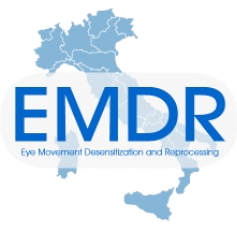 EMDR
Eye Movement Desensitization and Reprocessing